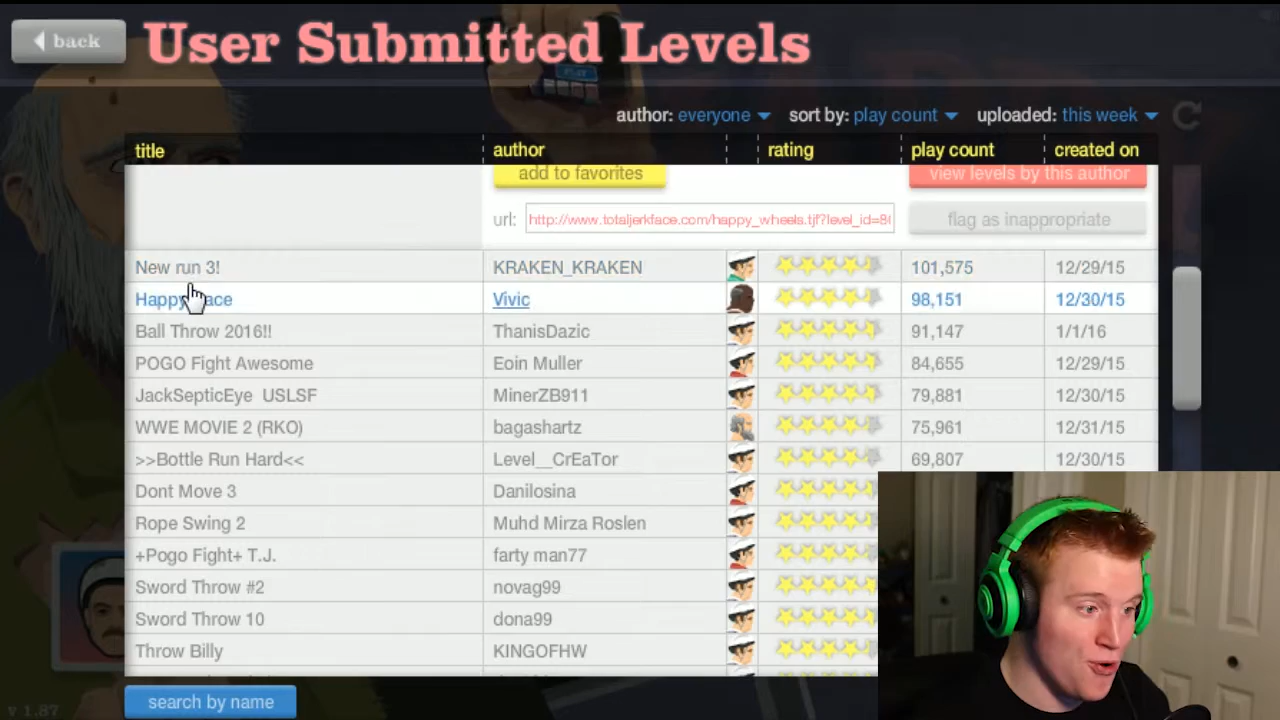 back
User Submitted Levels
author: everyone sort by: play count uploaded: this week
title author rating play count created on
add to favorites view levels by this author
url: http://www.totaljerkface.com/happy_wheels.tjf?level_id=8 flag as inappropriate
New run 3! KRAKEN_KRAKEN 101,575 12/29/15
Happy ace Vivic 98,151 12/30/15
Ball Throw 2016!! ThanisDazic 91,147 1/1/16
POGO Fight Awesome Eoin Muller 84,655 12/29/15
JackSepticEye USLSF MinerZB911 79,881 12/30/15
WWE MOVIE 2 (RKO) bagashartz 75,961 12/31/15
>>Bottle Run Hard<< Level__CrEaTor 69,807 12/30/15
Dont Move 3 Danilosina
Rope Swing 2 Muhd Mirza Roslen
+Pogo Fight+ T.J. farty man77
Sword Throw #2 novag99
Sword Throw 10 dona99
Throw Billy KINGOFHW
search by name
v 1.87